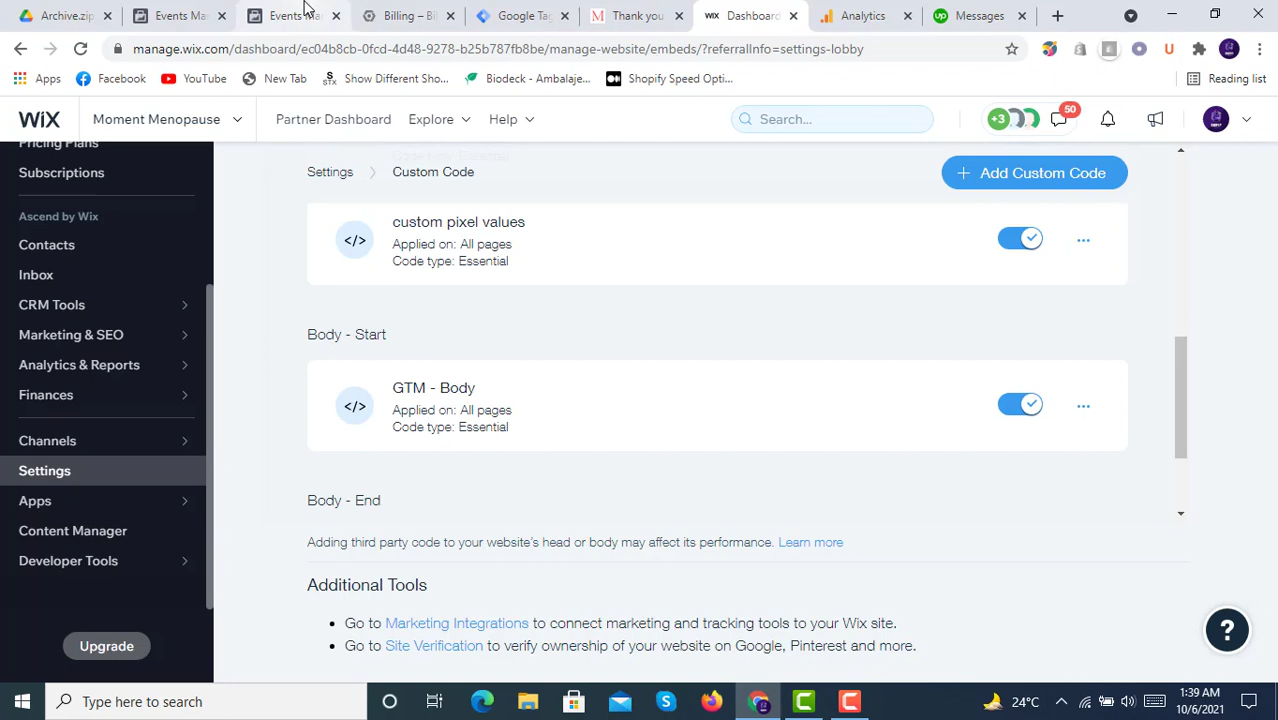 Archive.zip
Events Ma
Events Ma
Billing – Bi
Google Ta
Thank you
WIX Dashboard
Analytics
up Messages
manage.wix.com/dashboard/ec04b8cb-0fcd-4d48-9278-b25b787fb8be/manage-website/embeds/?referralInfo=settings-lobby
Apps
Facebook
YouTube
New Tab
STX Show Different Sho...
Biodeck - Ambalaje...
Shopify Speed Opti...
Reading list
WIX
Moment Menopause
Partner Dashboard
Explore
Help
Search...
+3
50
Pricing Plans
Subscriptions
Ascend by Wix
Contacts
Inbox
CRM Tools
Marketing & SEO
Analytics & Reports
Finances
Channels
Settings
Apps
Content Manager
Developer Tools
Upgrade
Settings
Custom Code
+ Add Custom Code
</> custom pixel values
Applied on: All pages
Code type: Essential
Body - Start
</> GTM - Body
Applied on: All pages
Code type: Essential
Body - End
Adding third party code to your website's head or body may affect its performance. Learn more
Additional Tools
• Go to Marketing Integrations to connect marketing and tracking tools to your Wix site.
• Go to Site Verification to verify ownership of your website on Google, Pinterest and more.
?
Type here to search
24°C
1:39 AM
10/6/2021